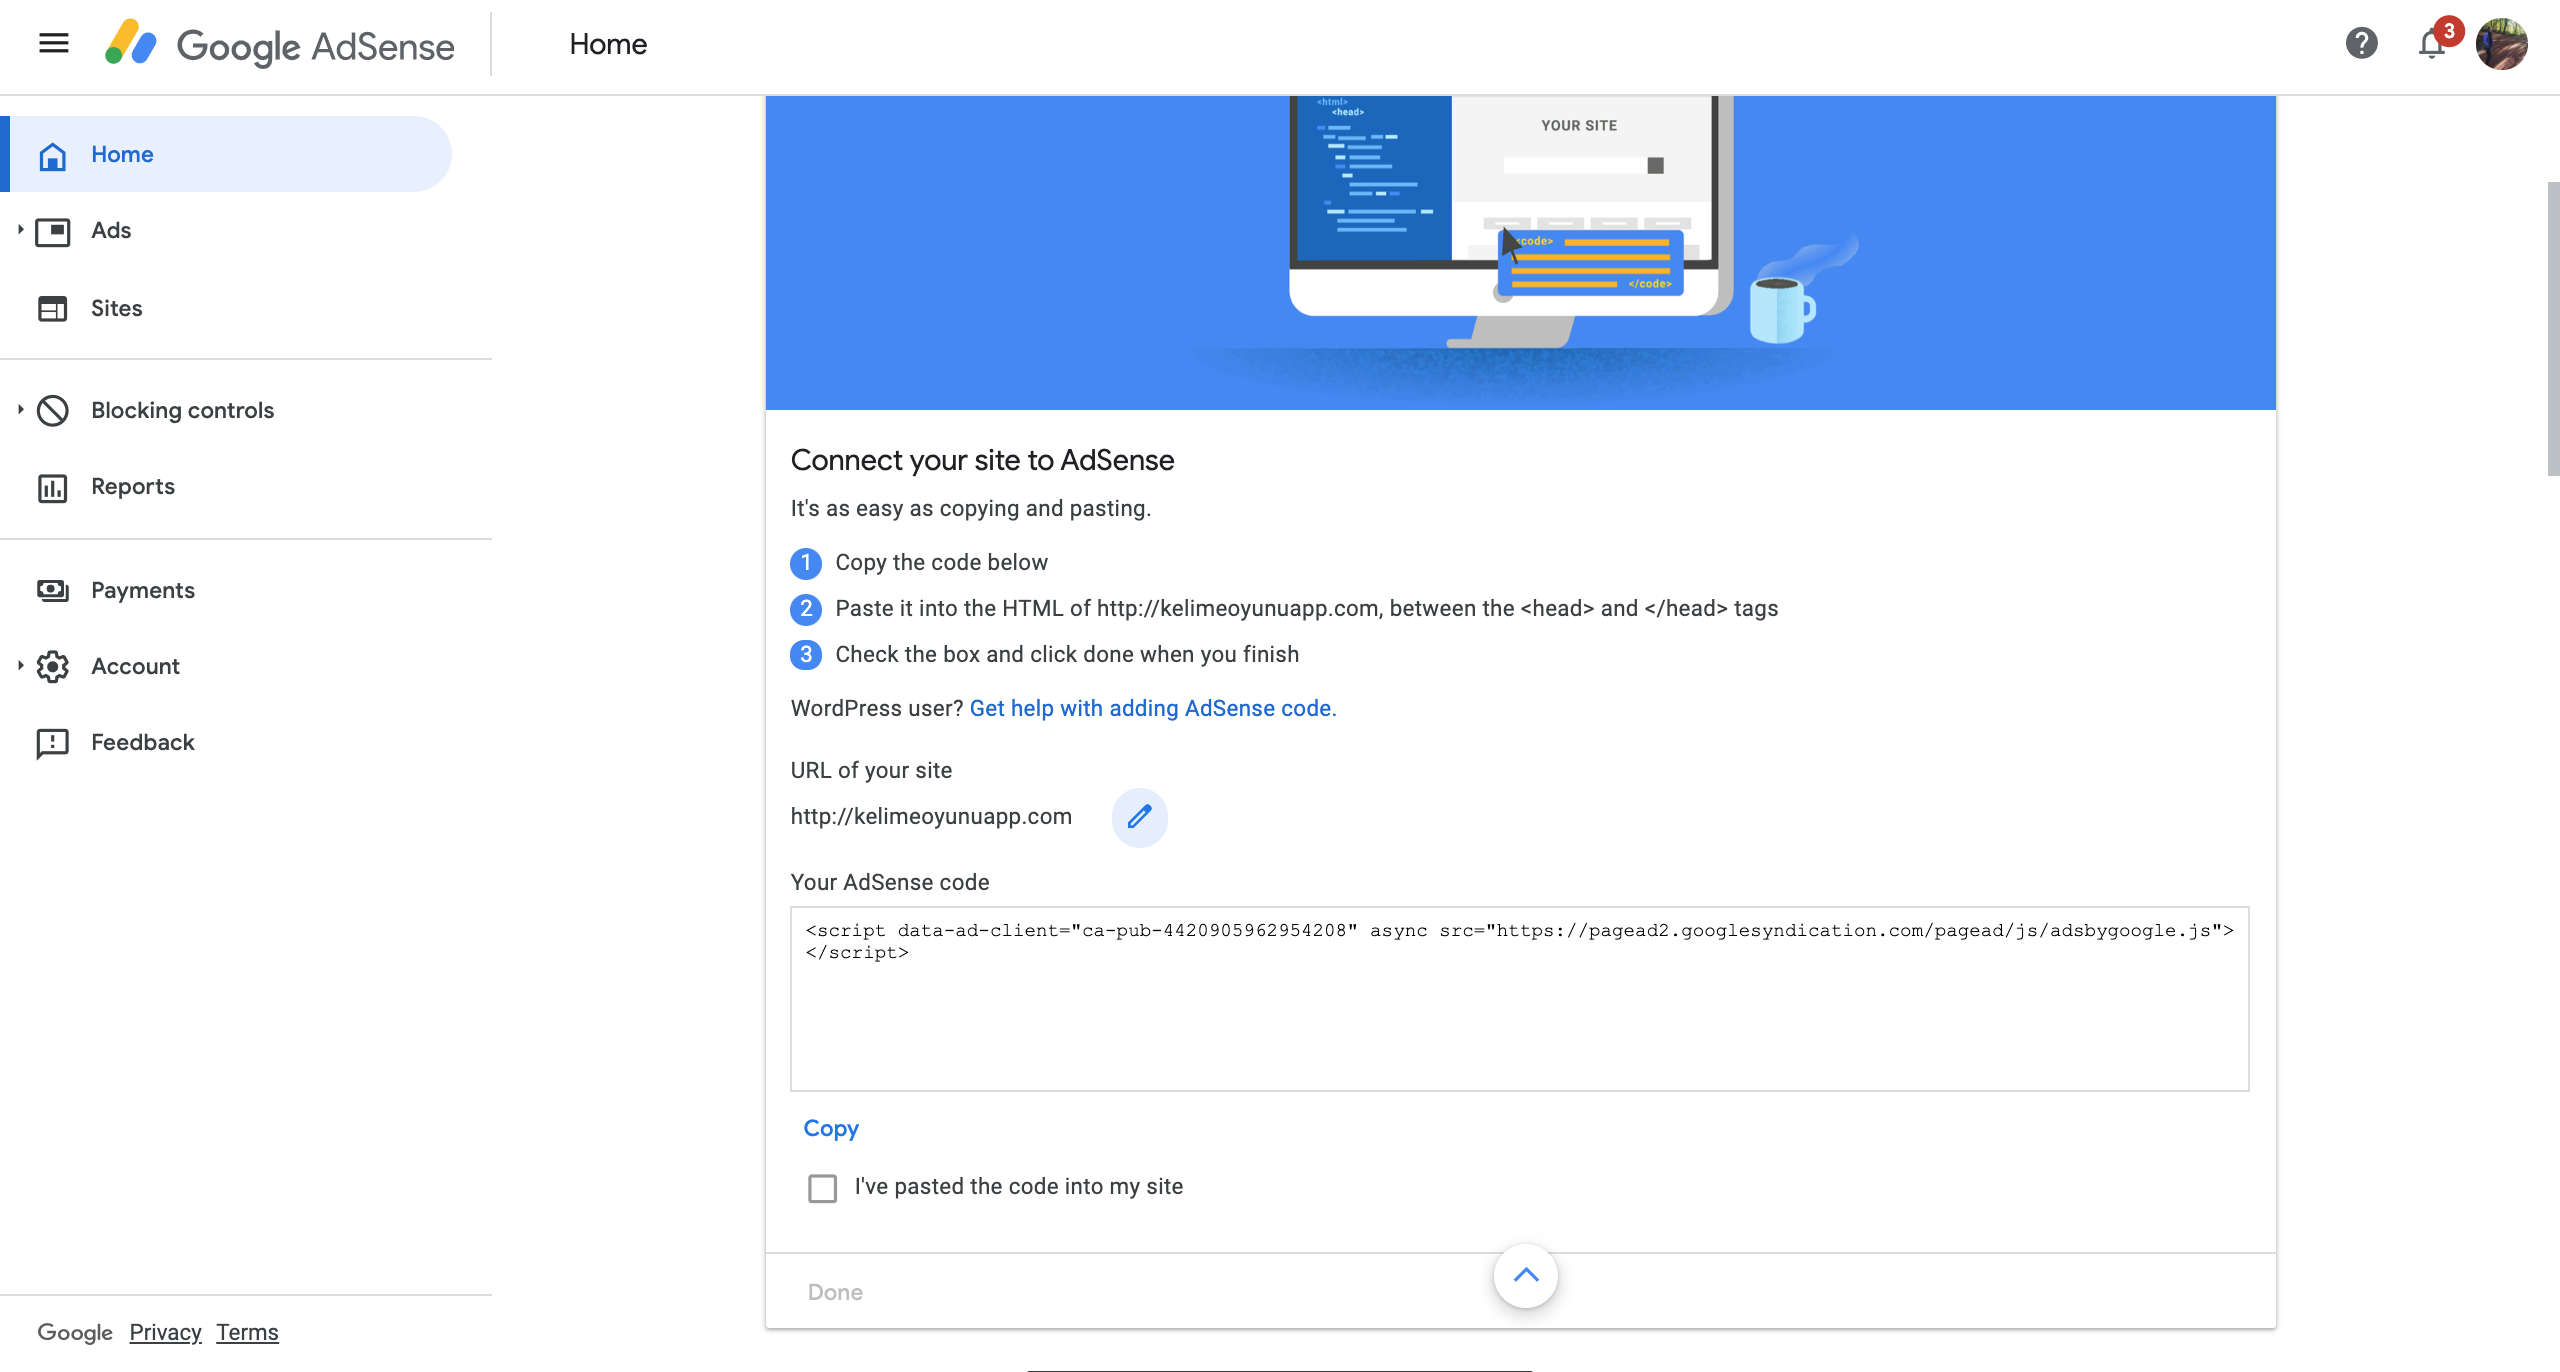 Google AdSense
Home
3
Home
Ads
Sites
Blocking controls
Reports
Payments
Account
Feedback
Google Privacy Terms
<html>
<head>
YOUR SITE
<code>
</code>
Connect your site to AdSense
It's as easy as copying and pasting.
1 Copy the code below
2 Paste it into the HTML of http://kelimeoyunuapp.com, between the <head> and </head> tags
3 Check the box and click done when you finish
WordPress user? Get help with adding AdSense code.
URL of your site
http://kelimeoyunuapp.com
Your AdSense code
<script data-ad-client="ca-pub-4420905962954208" async src="https://pagead2.googlesyndication.com/pagead/js/adsbygoogle.js">
</script>
Copy
I've pasted the code into my site
Done